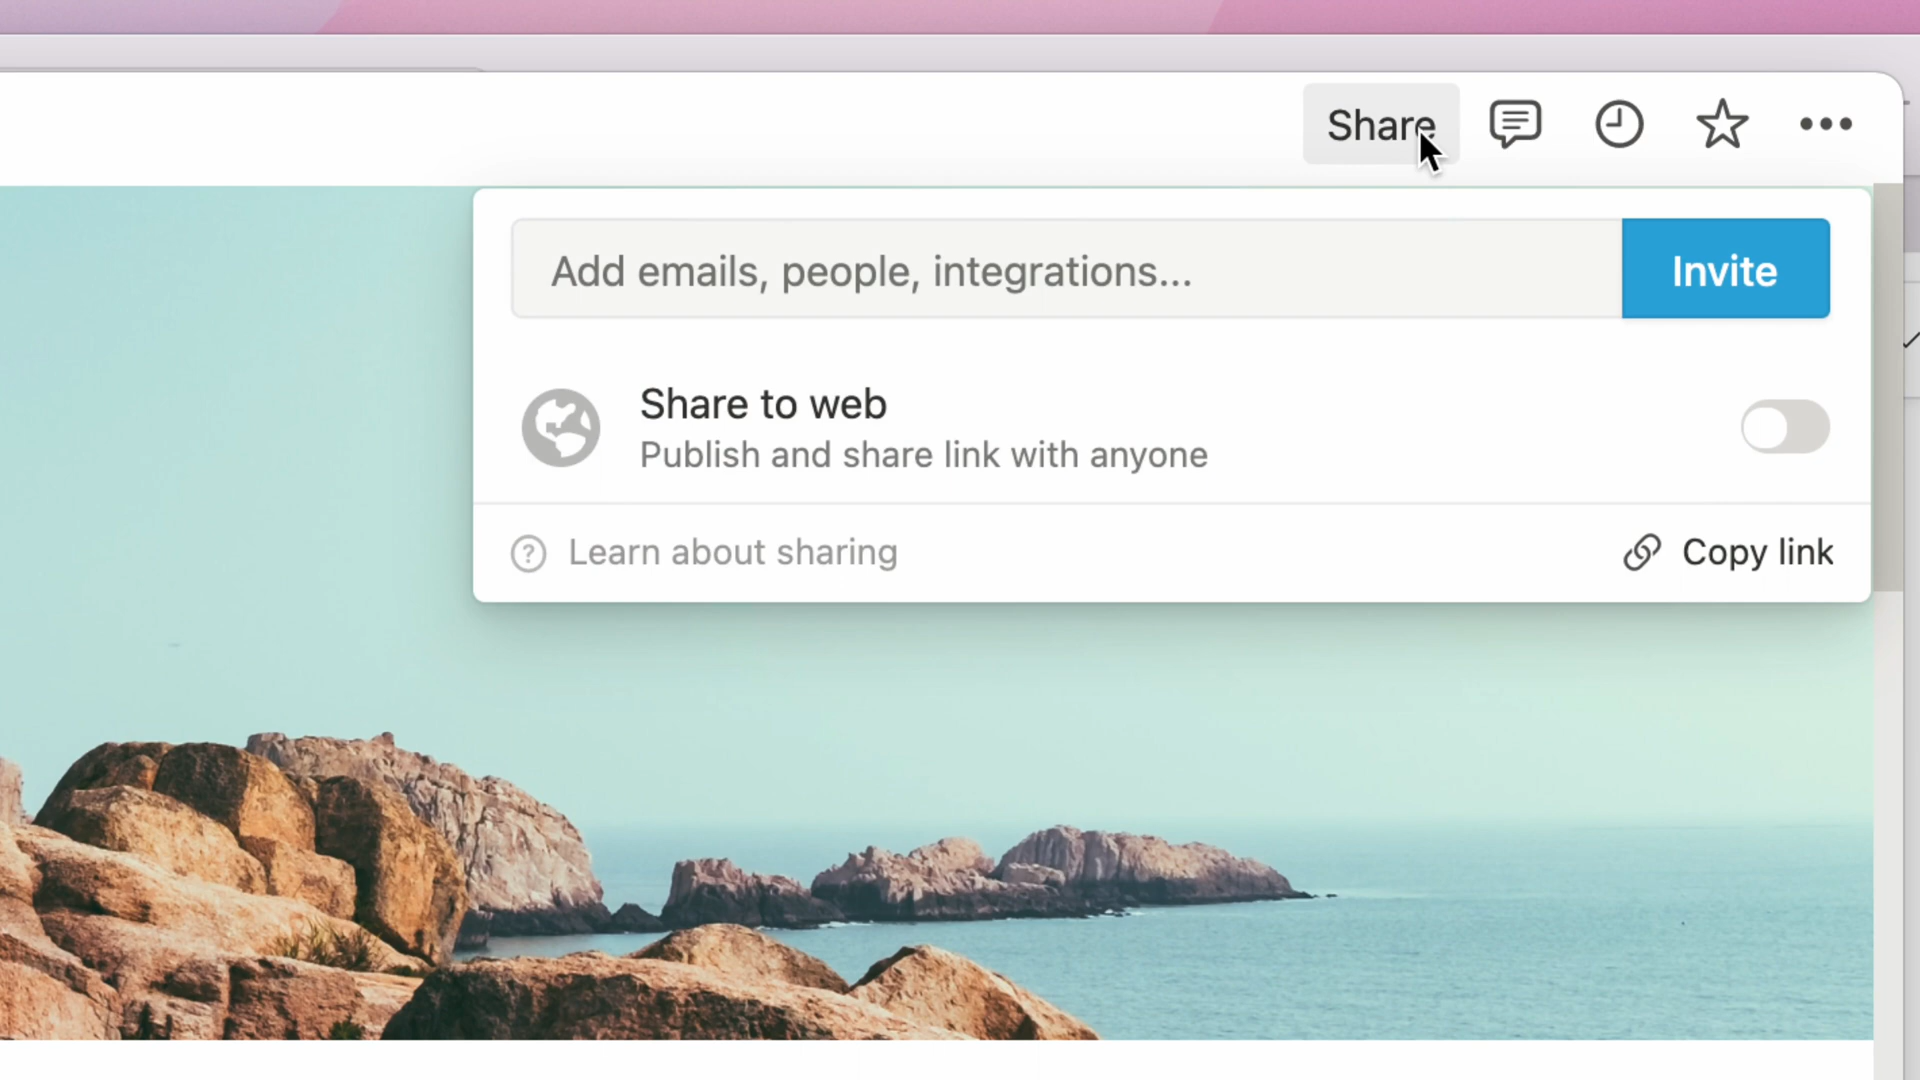 Share
Add emails, people, integrations...
Invite
Share to web
Publish and share link with anyone
Learn about sharing
Copy link